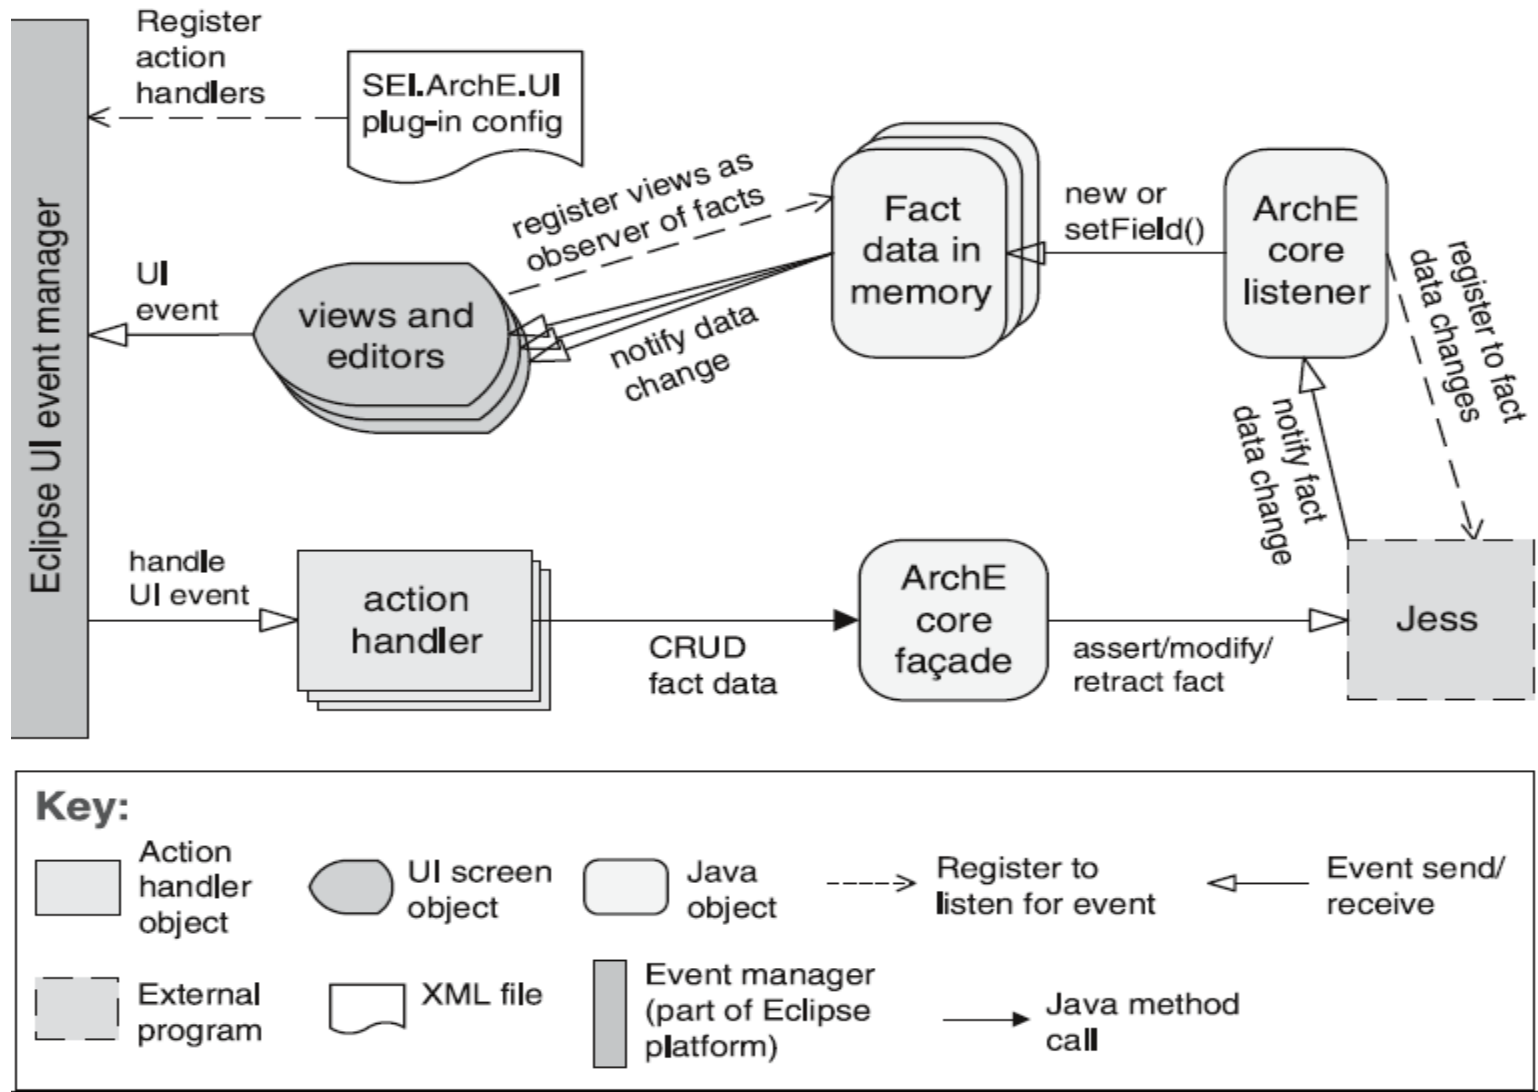 Register
action
handlers
SEI.ArchE.UI
plug-in config
Eclipse UI event manager
register views as
observer of facts
Fact
data in
memory
new or
setField()
ArchE
core
listener
register to fact
data changes
UI
event
views and
editors
notify data
change
notify fact
data change
handle
UI event
action
handler
CRUD
fact data
ArchE
core
façade
assert/modify/
retract fact
Jess
Key:
Action
handler
object
UI screen
object
Java
object
Register to
listen for event
Event send/
receive
External
program
XML file
Event manager
(part of Eclipse
platform)
Java method
call